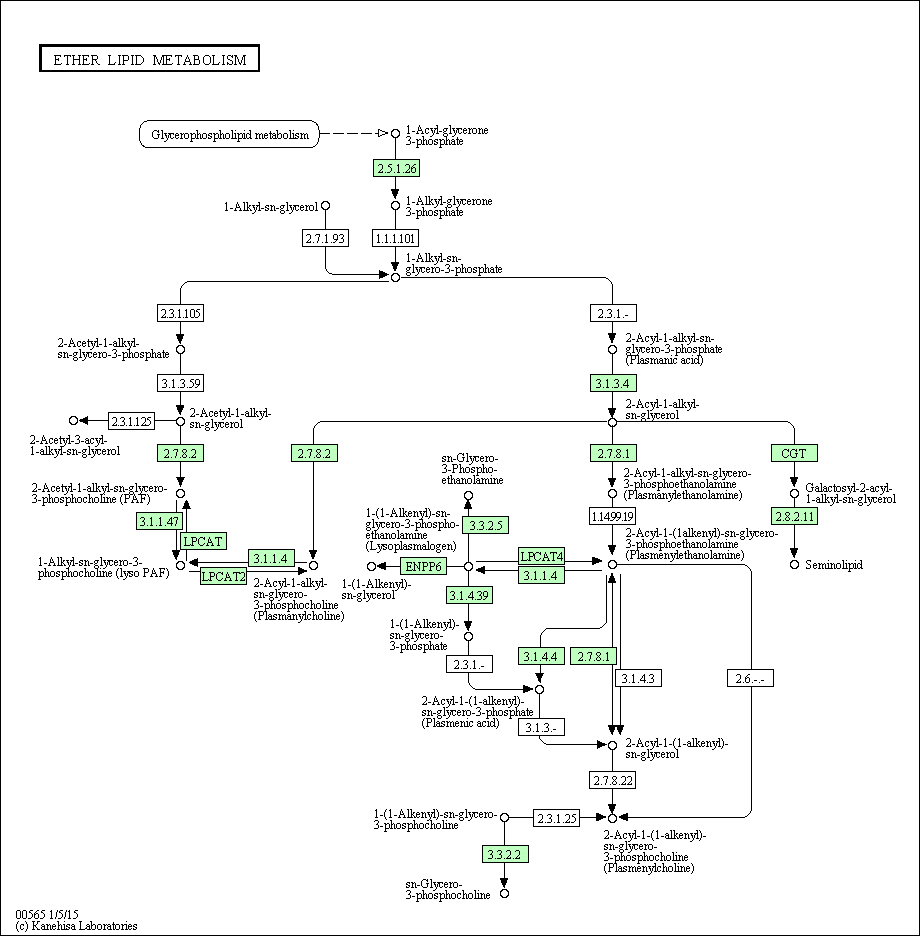 ETHER LIPID METABOLISM
Glycerophospholipid metabolism
1-Acyl-glycerone
3-phosphate
2.5.1.26
1-Alkyl-sn-glycerol
1-Alkyl-glycerone
3-phosphate
2.7.1.93
1.1.1.101
1-Alkyl-sn-
glycero-3-phosphate
2.3.1.105
2.3.1.-
2-Acetyl-1-alkyl-
sn-glycero-3-phosphate
2-Acyl-1-alkyl-sn-
glycero-3-phosphate
(Plasmanic acid)
3.1.3.59
3.1.3.4
2-Acetyl-1-alkyl-
sn-glycerol
2-Acyl-1-alkyl-
sn-glycerol
2.3.1.125
2-Acetyl-3-acyl-
1-alkyl-sn-glycerol
2.7.8.2
2.7.8.2
2.7.8.1
CGT
sn-Glycero-
3-Phospho-
ethanolamine
2-Acetyl-1-alkyl-sn-glycero-
3-phosphocholine (PAF)
2-Acyl-1-alkyl-sn-glycero-
3-phosphoethanolamine
(Plasmanylethanolamine)
Galactosyl-2-acyl-
1-alkyl-sn-glycerol
3.1.1.47
LPCAT
1-(1-Alkenyl)-sn-
glycero-3-phospho-
ethanolamine
(Lysoplasmalogen)
3.3.2.5
1.14.99.19
2.8.2.11
2-Acyl-1-(1alkenyl)-sn-glycero-
3-phosphoethanolamine
(Plasmenylethanolamine)
1-Alkyl-sn-glycero-3-
phosphocholine (lyso PAF)
3.1.1.4
LPCAT2
2-Acyl-1-alkyl-
sn-glycero-
3-phosphocholine
(Plasmanylcholine)
ENPP6
1-(1-Alkenyl)-
sn-glycerol
LPCAT4
3.1.1.4
Seminolipid
3.1.4.39
1-(1-Alkenyl)-
sn-glycero-
3-phosphate
2.3.1.-
3.1.4.4
2.7.8.1
3.1.4.3
2.6.-.-
2-Acyl-1-(1-alkenyl)-
sn-glycero-3-phosphate
(Plasmenic acid)
3.1.3.-
2-Acyl-1-(1-alkenyl)-
sn-glycerol
2.7.8.22
1-(1-Alkenyl)-sn-glycero-
3-phosphocholine
2.3.1.25
2-Acyl-1-(1-alkenyl)-
sn-glycero-
3-phosphocholine
(Plasmenylcholine)
3.3.2.2
sn-Glycero-
3-phosphocholine
00565 1/5/15
(c) Kanehisa Laboratories